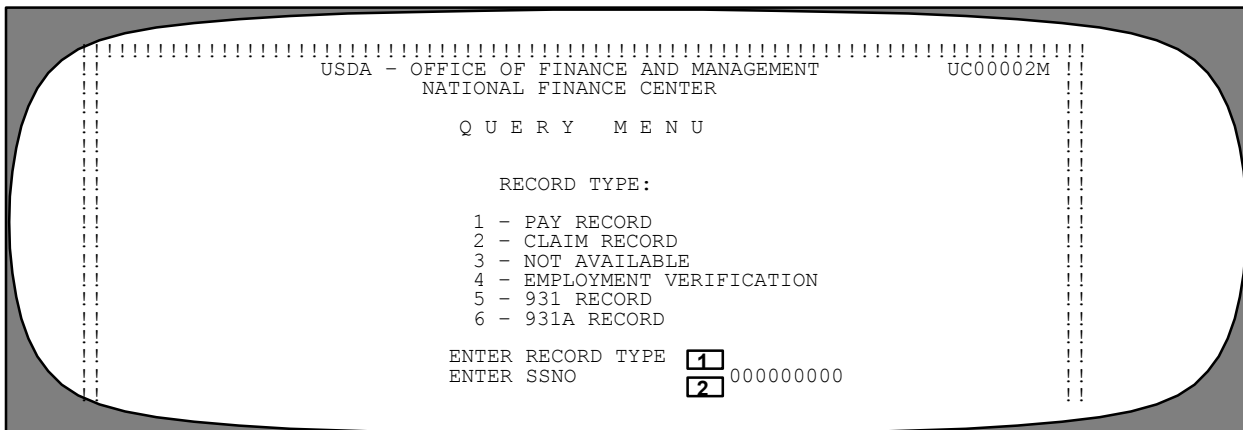 !!!!!!!!!!!!!!!!!!!!!!!!!!!!!!!!!!!!!!!!!!!!!!!!!!!!!!!!!!!!!!!!!!!!!!!!!!!!!!
!! USDA – OFFICE OF FINANCE AND MANAGEMENT UC00002M !!
!! NATIONAL FINANCE CENTER !!
!! !!
!! Q U E R Y   M E N U !!
!! !!
!! !!
!! RECORD TYPE: !!
!! !!
!! 1 – PAY RECORD !!
!! 2 – CLAIM RECORD !!
!! 3 – NOT AVAILABLE !!
!! 4 – EMPLOYMENT VERIFICATION !!
!! 5 – 931 RECORD !!
!! 6 – 931A RECORD !!
!! !!
!! ENTER RECORD TYPE 1 !!
!! ENTER SSNO 2 000000000 !!
!! !!